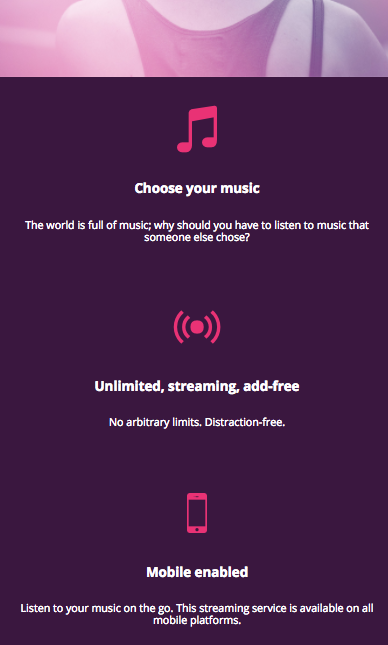 Choose your music
The world is full of music; why should you have to listen to music that
someone else chose?
Unlimited, streaming, add-free
No arbitrary limits. Distraction-free.
Mobile enabled
Listen to your music on the go. This streaming service is available on all
mobile platforms.